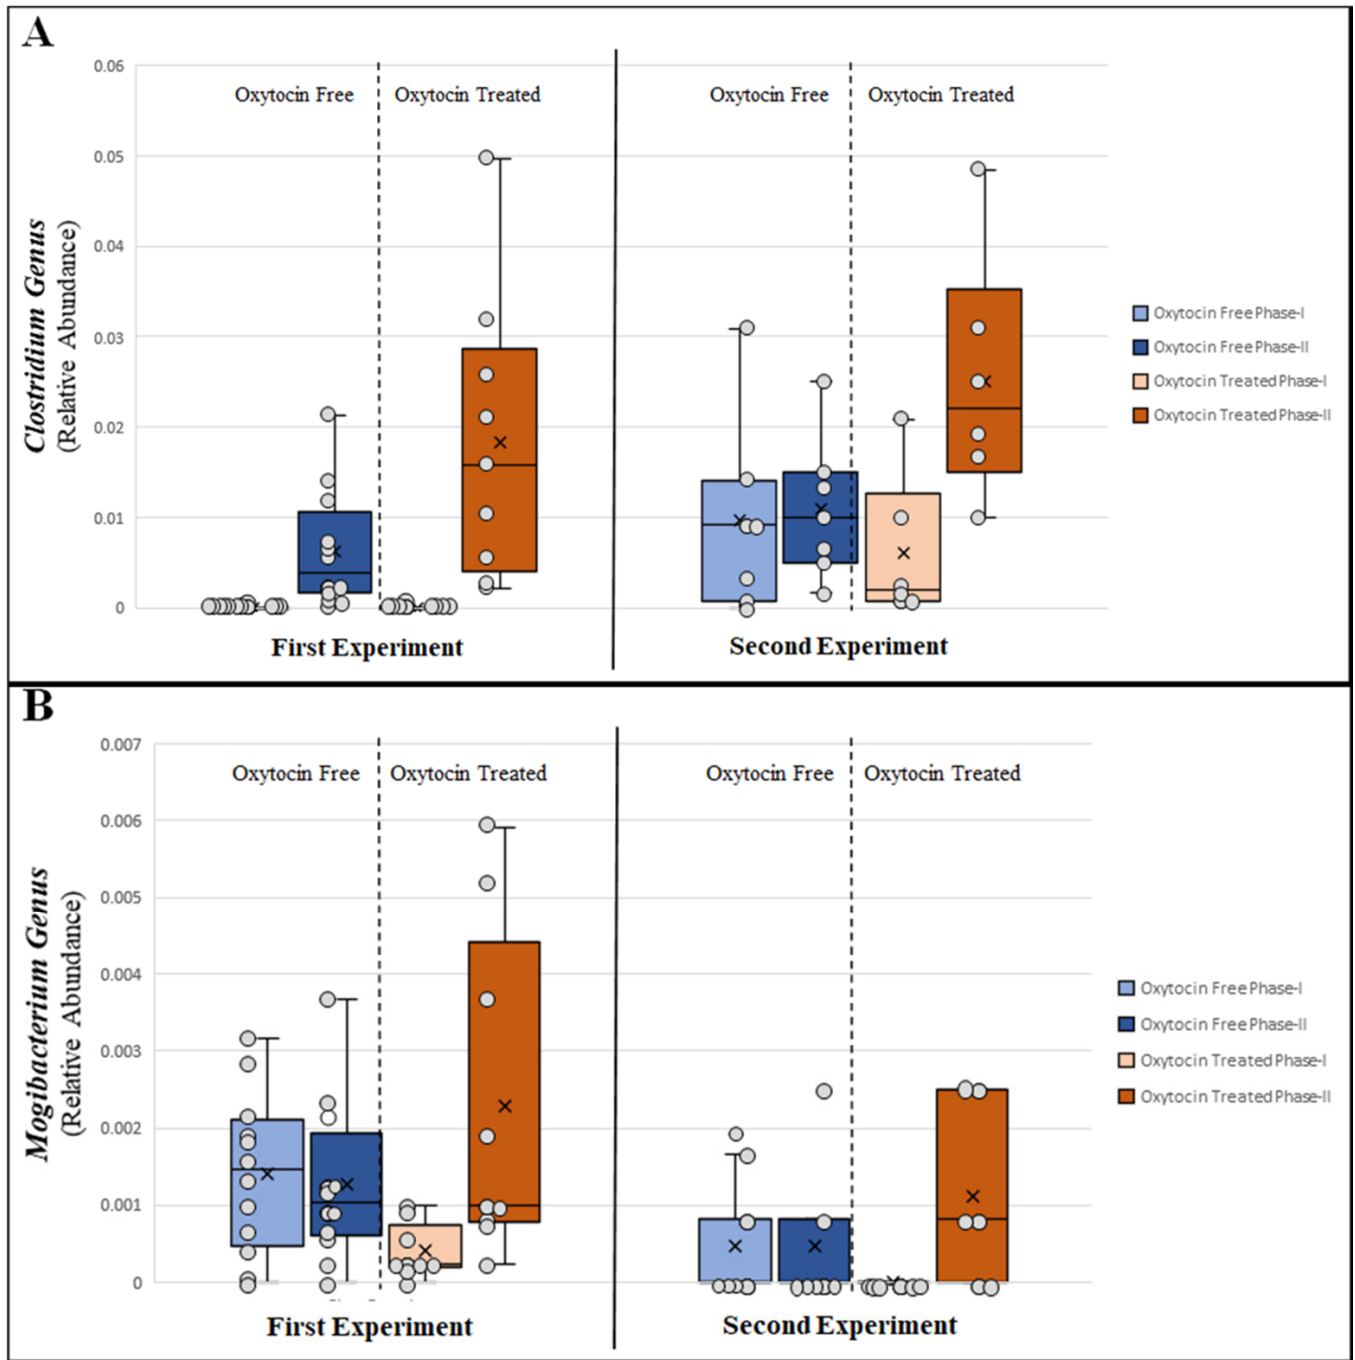 A
0.06
Oxytocin Free
Oxytocin Treated
Oxytocin Free
Oxytocin Treated
0.05
0.04
0.03
0.02
0.01
0
Clostridium Genus
(Relative Abundance)
Oxytocin Free Phase-I
Oxytocin Free Phase-II
Oxytocin Treated Phase-I
Oxytocin Treated Phase-II
First Experiment
Second Experiment
B
0.007
Oxytocin Free
Oxytocin Treated
Oxytocin Free
Oxytocin Treated
0.006
0.005
0.004
0.003
0.002
0.001
0
Mogibacterium Genus
(Relative Abundance)
Oxytocin Free Phase-I
Oxytocin Free Phase-II
Oxytocin Treated Phase-I
Oxytocin Treated Phase-II
First Experiment
Second Experiment